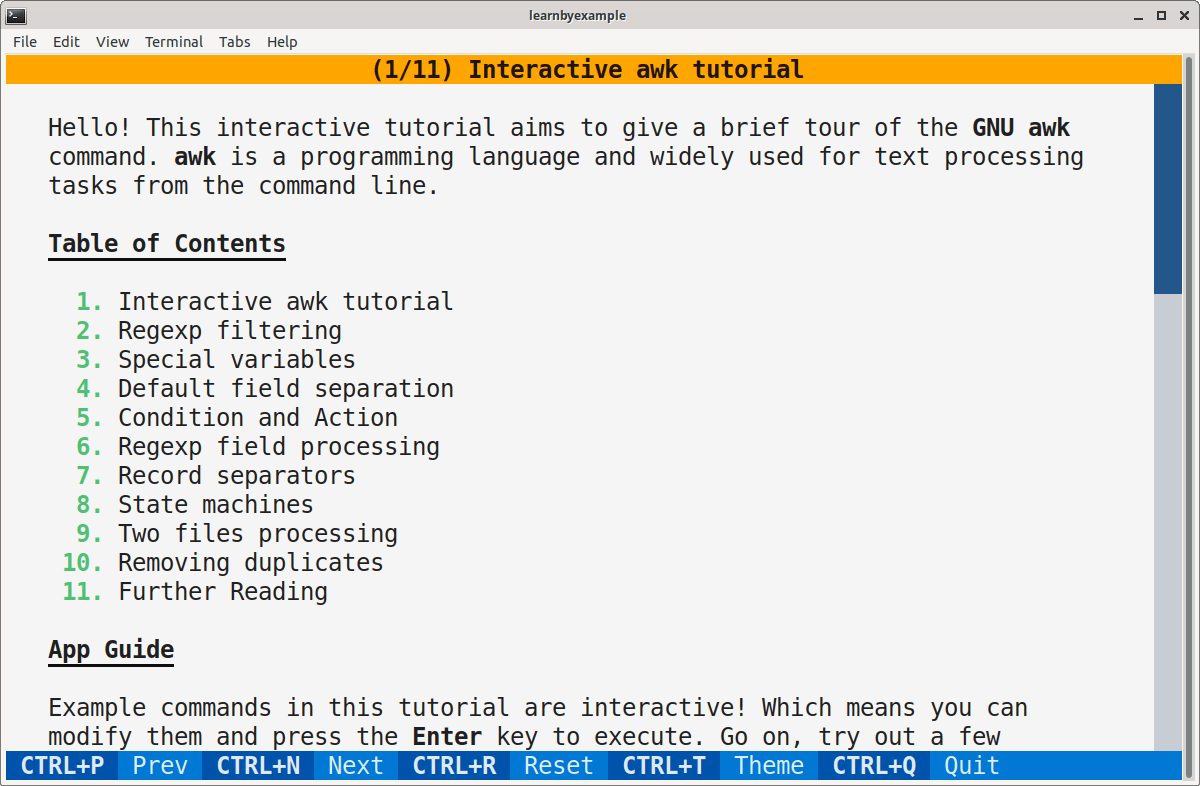 learnbyexample
File Edit View Terminal Tabs Help
(1/11) Interactive awk tutorial
Hello! This interactive tutorial aims to give a brief tour of the GNU awk
command. awk is a programming language and widely used for text processing
tasks from the command line.
Table of Contents
1. Interactive awk tutorial
2. Regexp filtering
3. Special variables
4. Default field separation
5. Condition and Action
6. Regexp field processing
7. Record separators
8. State machines
9. Two files processing
10. Removing duplicates
11. Further Reading
App Guide
Example commands in this tutorial are interactive! Which means you can
modify them and press the Enter key to execute. Go on, try out a few
CTRL+P Prev CTRL+N Next CTRL+R Reset CTRL+T Theme CTRL+Q Quit